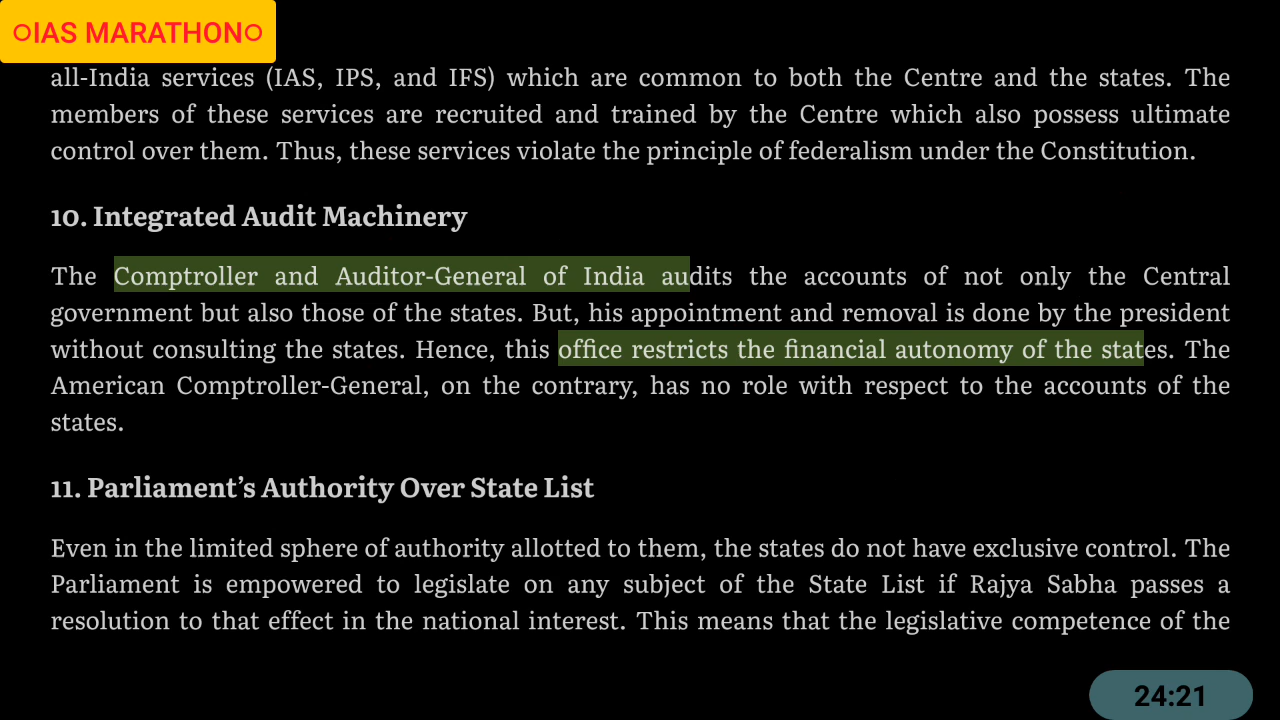 ○IAS MARATHON○
all-India services (IAS, IPS, and IFS) which are common to both the Centre and the states. The
members of these services are recruited and trained by the Centre which also possess ultimate
control over them. Thus, these services violate the principle of federalism under the Constitution.
10. Integrated Audit Machinery
The Comptroller and Auditor-General of India audits the accounts of not only the Central
government but also those of the states. But, his appointment and removal is done by the president
without consulting the states. Hence, this office restricts the financial autonomy of the states. The
American Comptroller-General, on the contrary, has no role with respect to the accounts of the
states.
11. Parliament’s Authority Over State List
Even in the limited sphere of authority allotted to them, the states do not have exclusive control. The
Parliament is empowered to legislate on any subject of the State List if Rajya Sabha passes a
resolution to that effect in the national interest. This means that the legislative competence of the
24:21